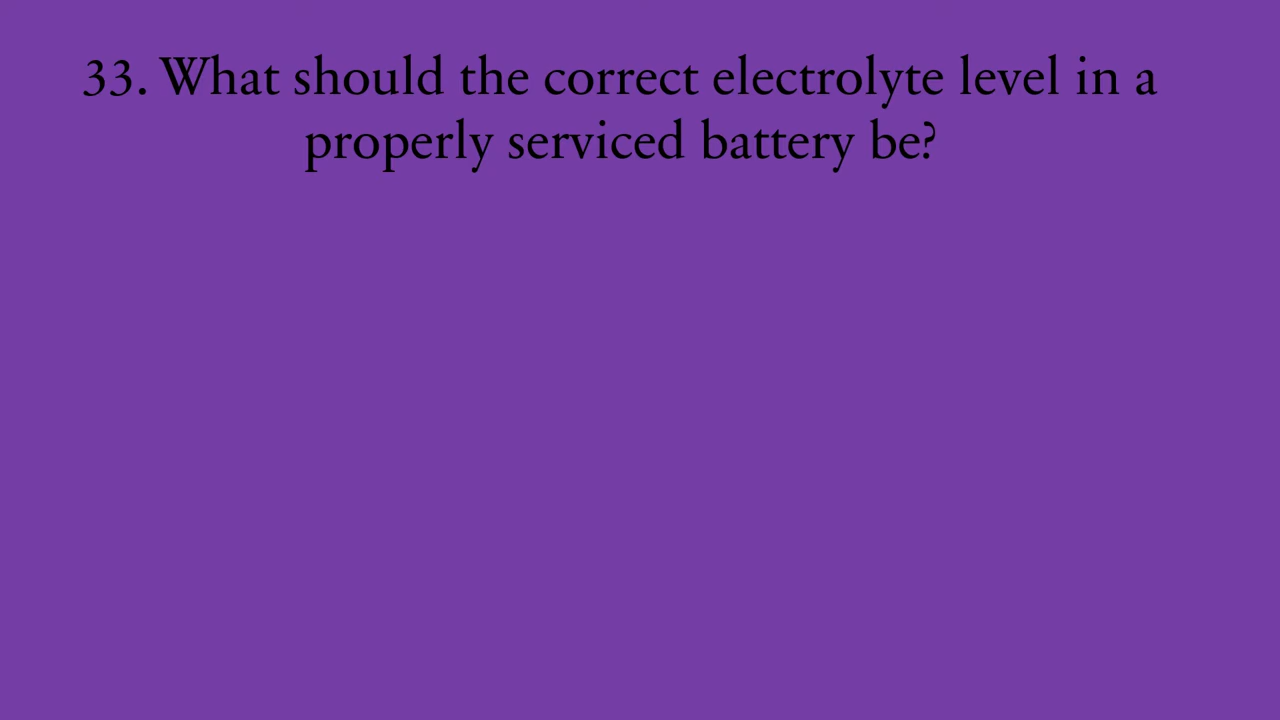 33. What should the correct electrolyte level in a
properly serviced battery be?